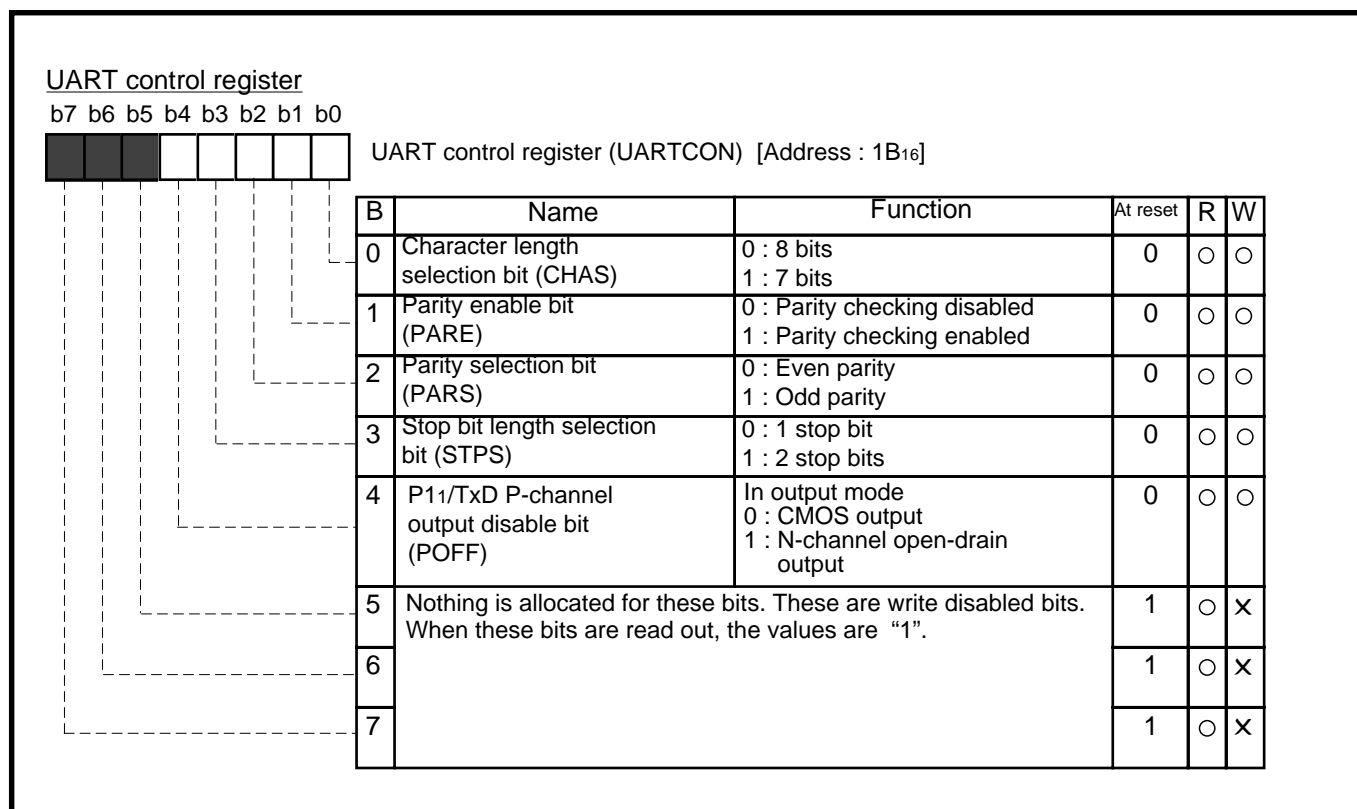 UART control register
b7 b6 b5 b4 b3 b2 b1 b0
UART control register (UARTCON) [Address : 1B16]
B Name Function At reset R W
0 Character length selection bit (CHAS) 0 : 8 bits 1 : 7 bits 0 ○ ○
1 Parity enable bit (PARE) 0 : Parity checking disabled 1 : Parity checking enabled 0 ○ ○
2 Parity selection bit (PARS) 0 : Even parity 1 : Odd parity 0 ○ ○
3 Stop bit length selection bit (STPS) 0 : 1 stop bit 1 : 2 stop bits 0 ○ ○
4 P11/TxD P-channel output disable bit (POFF) In output mode 0 : CMOS output 1 : N-channel open-drain output 0 ○ ○
5 Nothing is allocated for these bits. These are write disabled bits. When these bits are read out, the values are “1”. 1 ○ ×
6 1 ○ ×
7 1 ○ ×